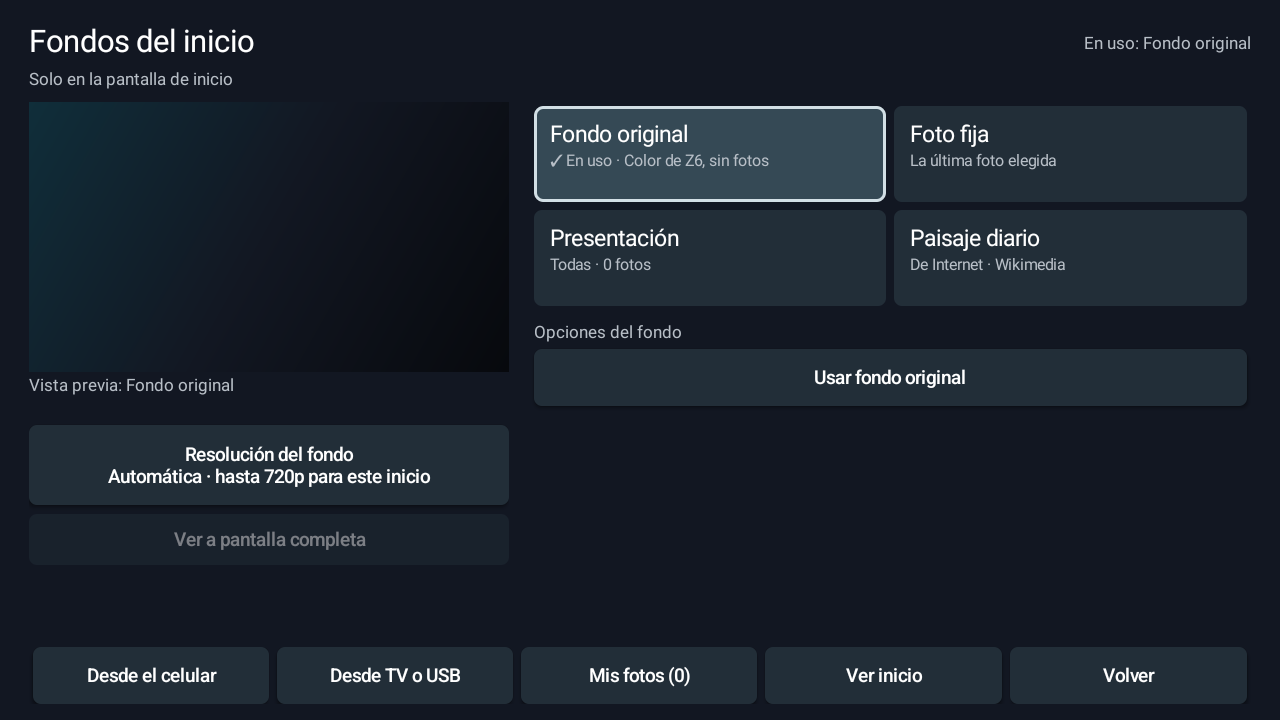 Fondos del inicio
En uso: Fondo original
Solo en la pantalla de inicio
Fondo original
✓ En uso · Color de Z6, sin fotos
Foto fija
La última foto elegida
Presentación
Todas · 0 fotos
Paisaje diario
De Internet · Wikimedia
Opciones del fondo
Usar fondo original
Vista previa: Fondo original
Resolución del fondo
Automática · hasta 720p para este inicio
Ver a pantalla completa
Desde el celular
Desde TV o USB
Mis fotos (0)
Ver inicio
Volver